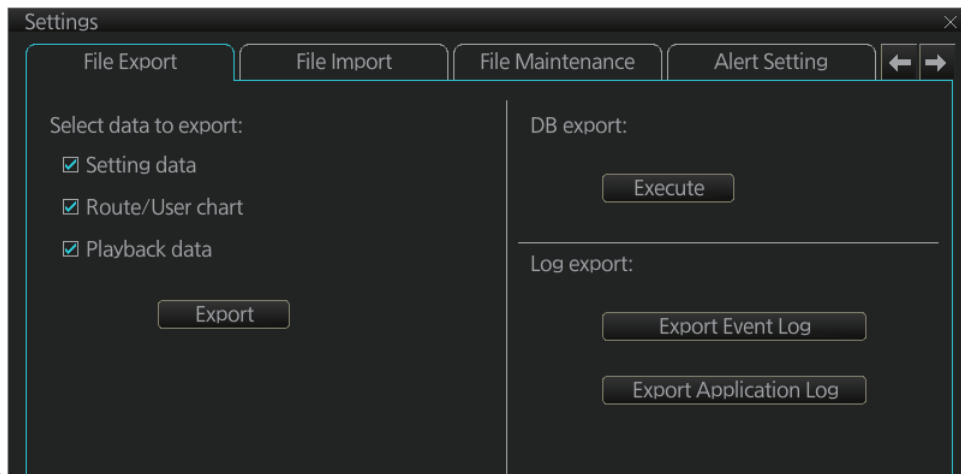 Settings
File Export
File Import
File Maintenance
Alert Setting
Select data to export:
Setting data
Route/User chart
Playback data
Export
DB export:
Execute
Log export:
Export Event Log
Export Application Log